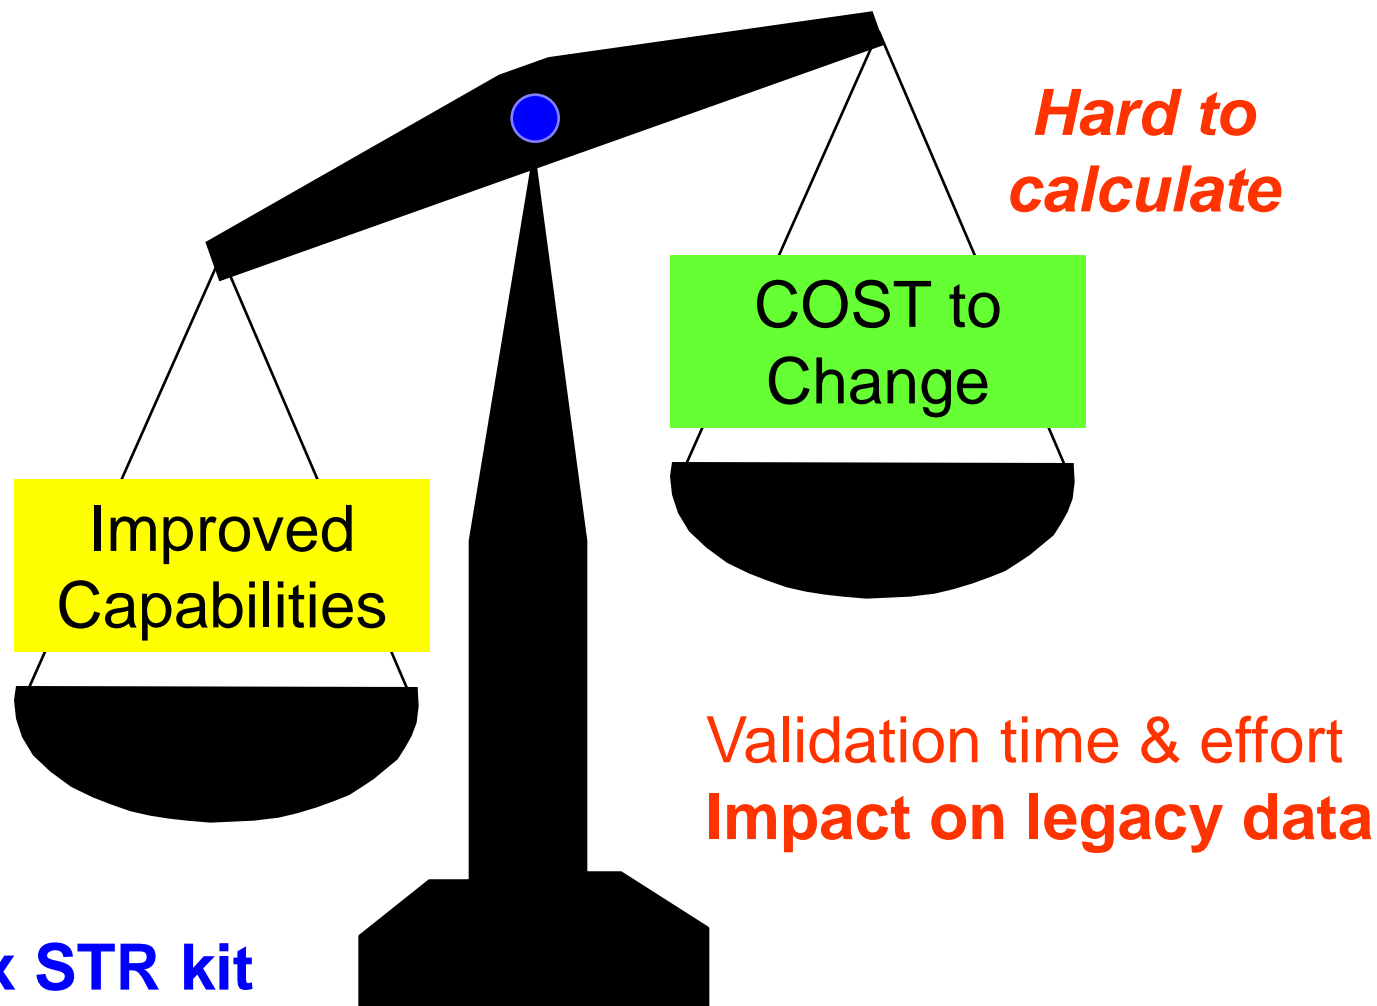 Hard to
calculate
COST to
Change
Improved
Capabilities
Validation time & effort
Impact on legacy data
x STR kit